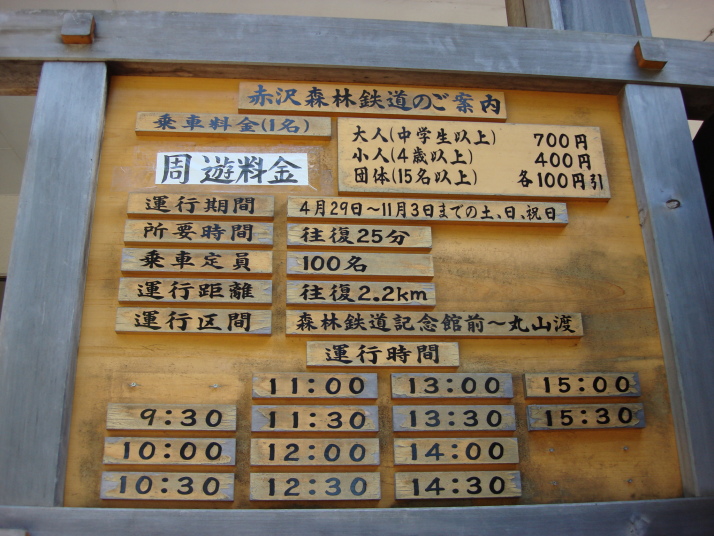 赤沢森林鉄道のご案内
乗車料金(1名)
周遊料金
大人(中学生以上) 700円
小人(4歳以上) 400円
団体(15名以上) 各100円引
運行期間 4月29日～11月3日までの土、日、祝日
所要時間 往復25分
乗車定員 100名
運行距離 往復2.2km
運行区間 森林鉄道記念館前～丸山渡
運行時間
11:00 13:00 15:00
9:30 11:30 13:30 15:30
10:00 12:00 14:00
10:30 12:30 14:30